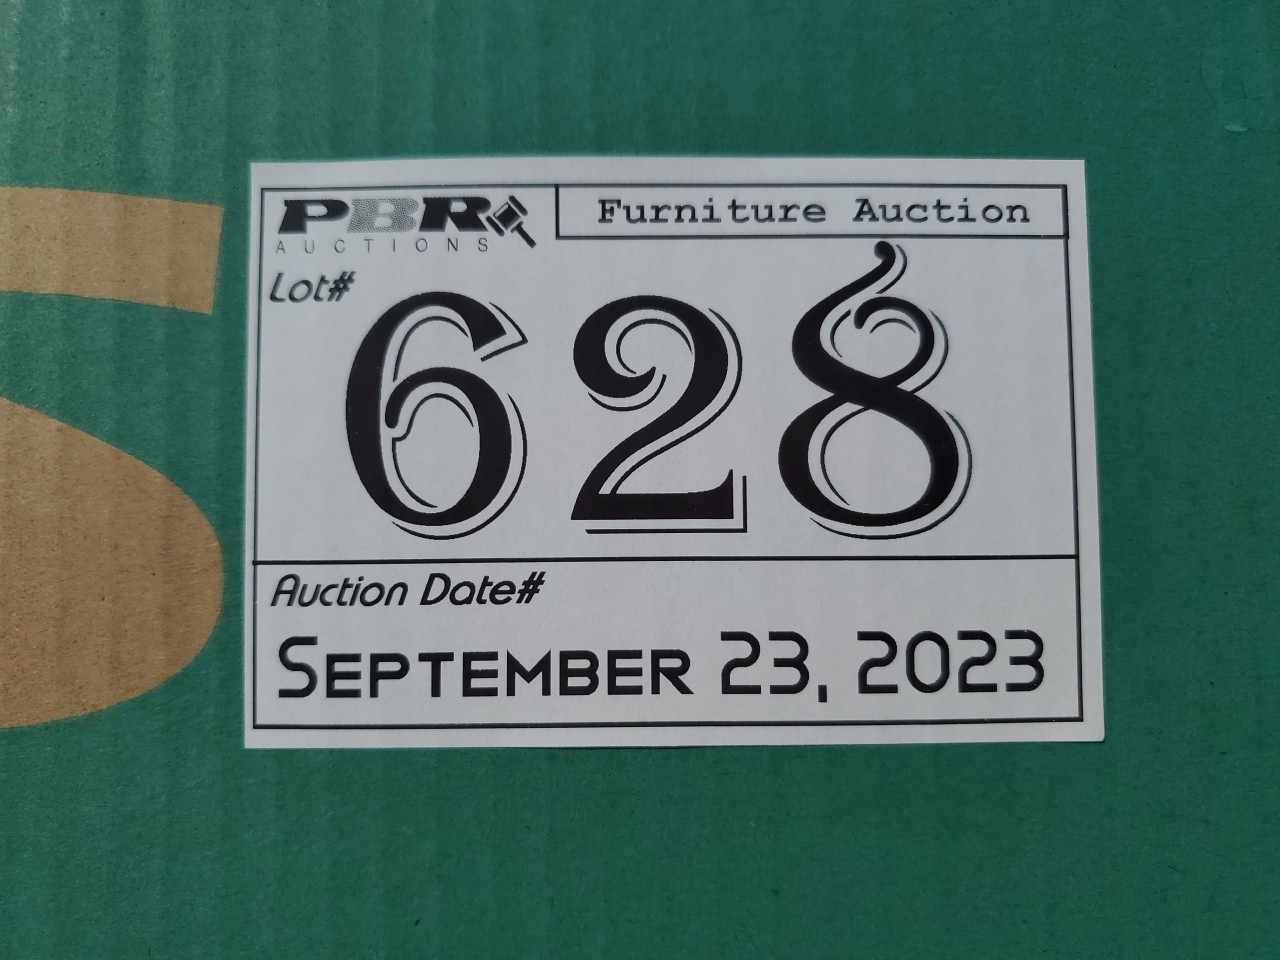 PBR
AUCTIONS
Furniture Auction
Lot#
628
Auction Date#
September 23, 2023